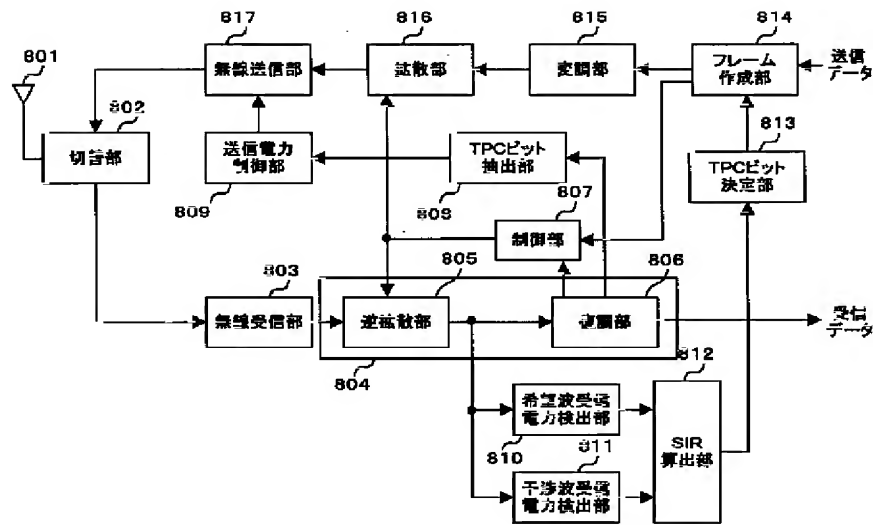 817
816
815
814
801
無線送信部
拡散部
変調部
フレーム
作成部
送信
データ
802
切替部
送信電力
制御部
809
TPCビット
抽出部
808
807
制御部
813
TPCビット
決定部
803
無線受信部
805
逆拡散部
806
復調部
804
受信
データ
812
希望波受信
電力検出部
810
811
干渉波受信
電力検出部
SIR
算出部